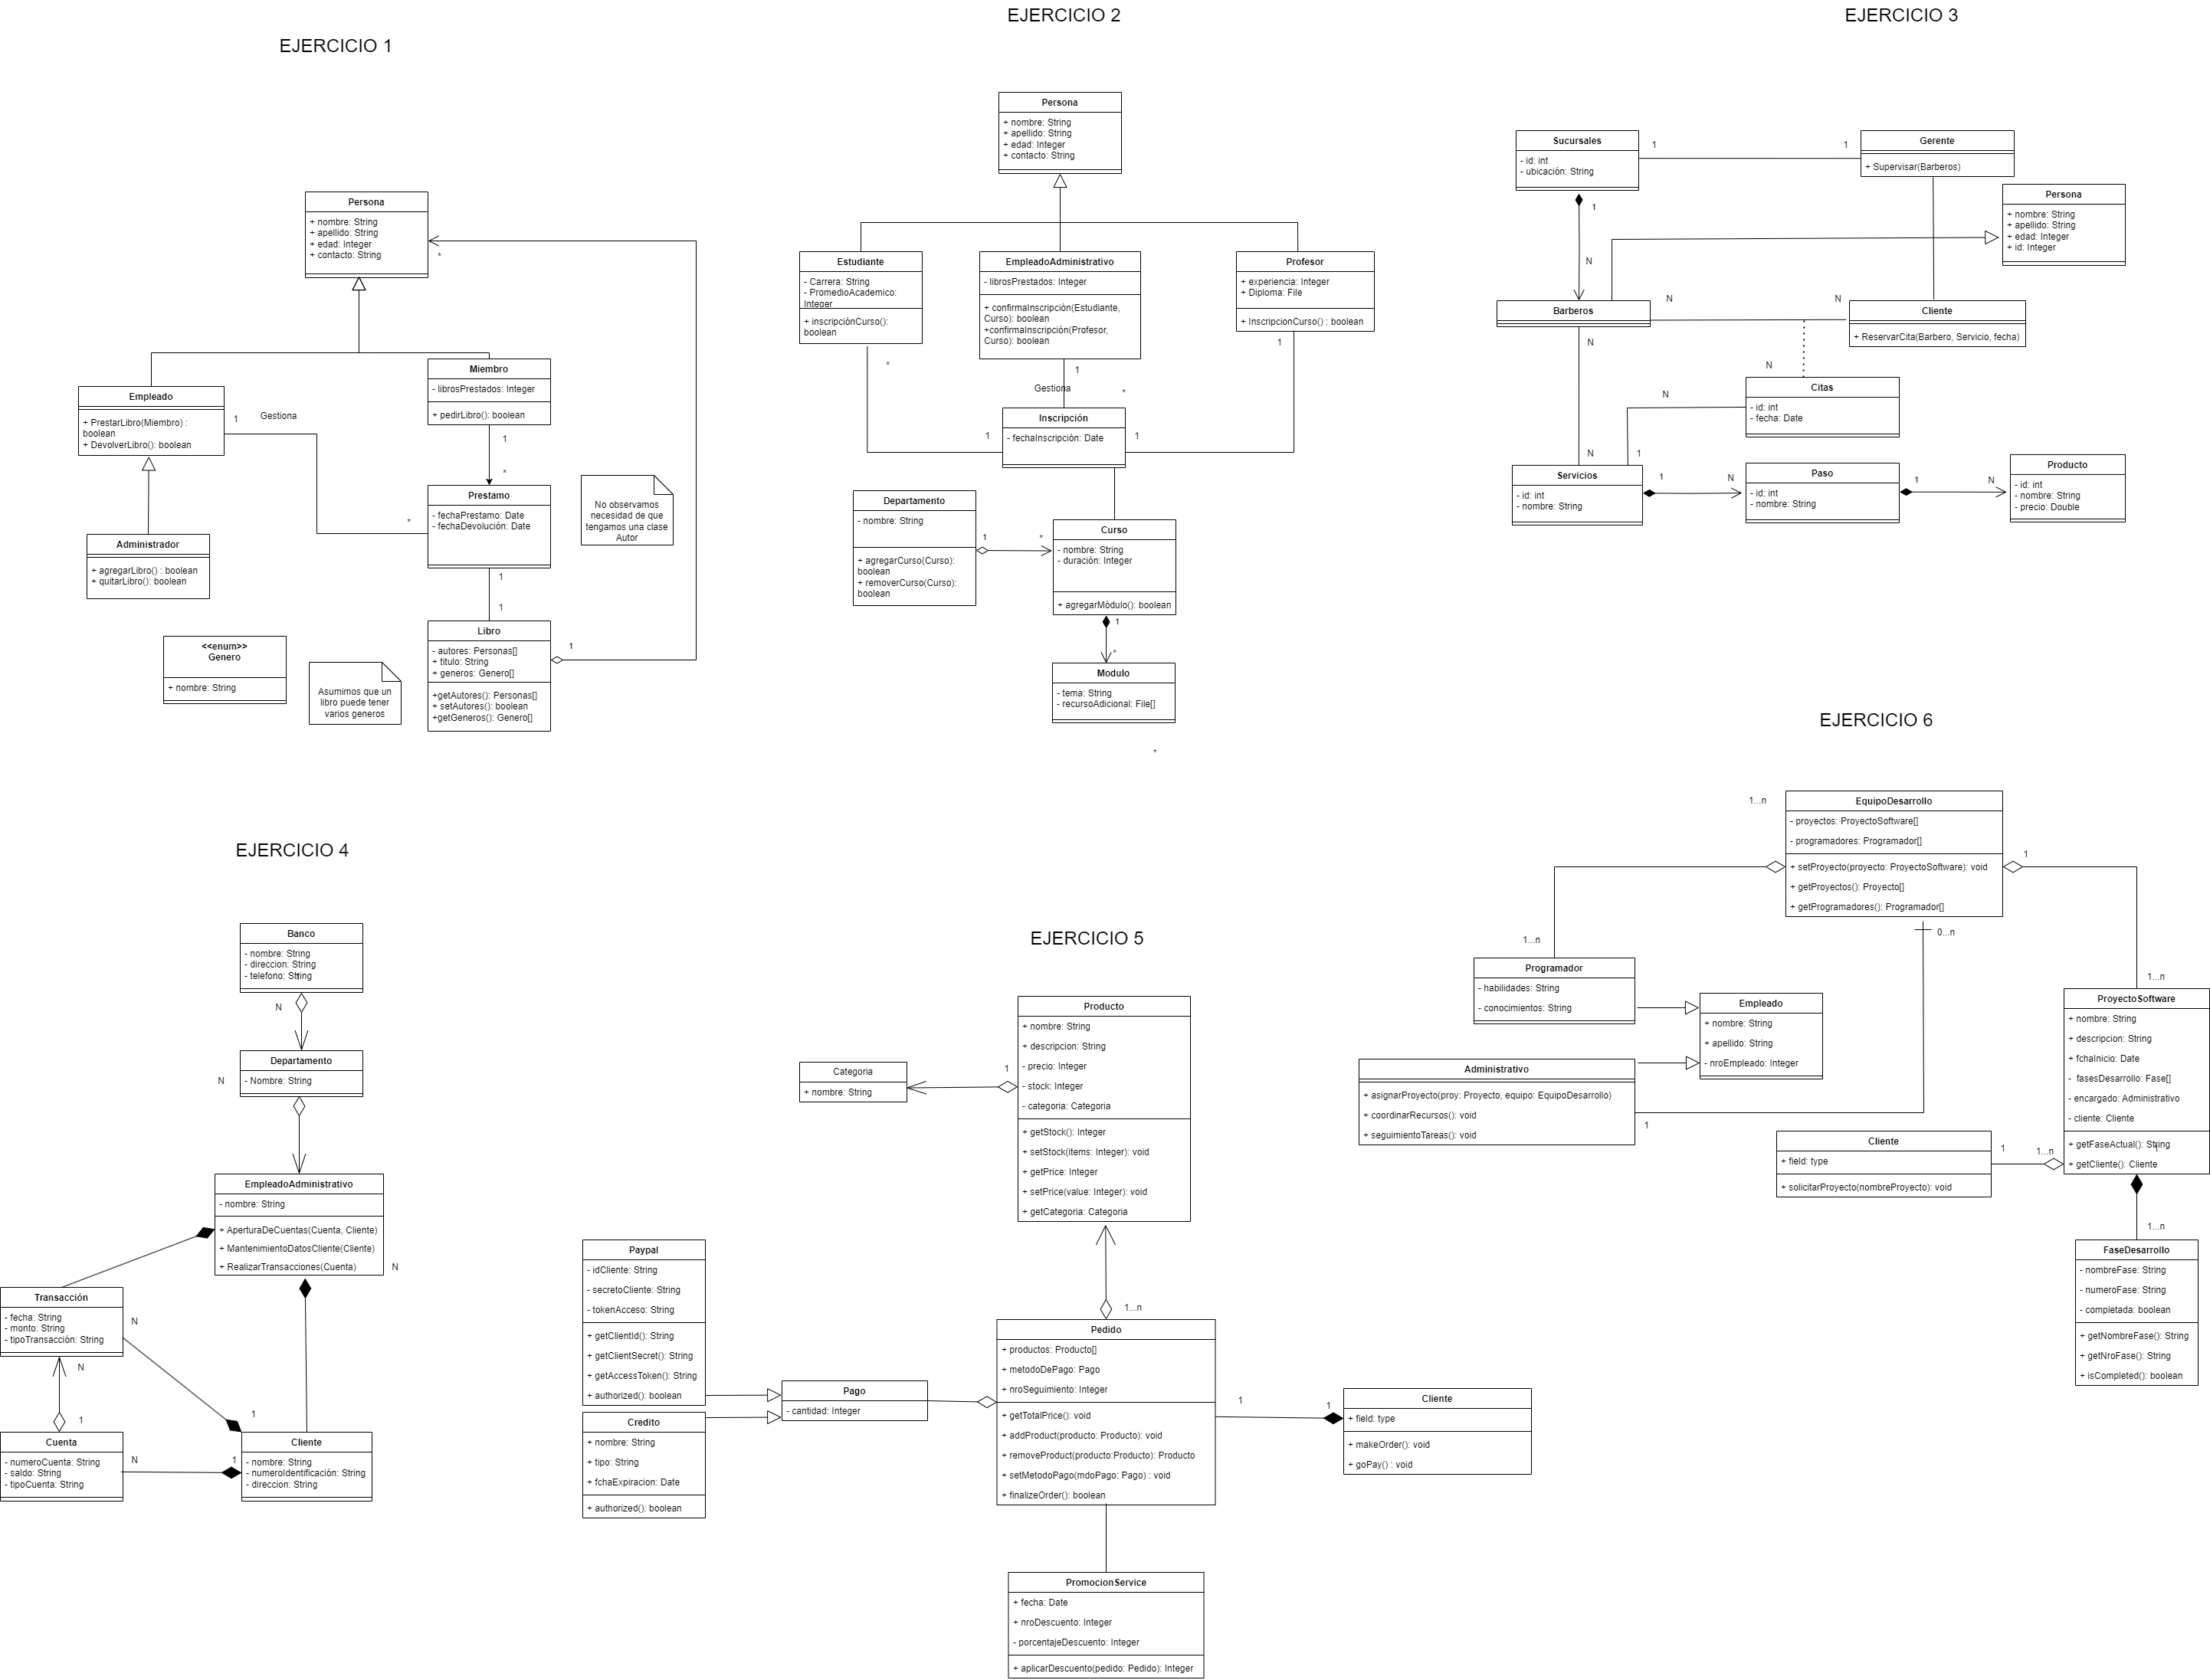 EJERCICIO 1
Persona
+ nombre: String
+ apellido: String
+ edad: Integer
+ contacto: String
*
Empleado
+ PrestarLibro(Miembro) :
boolean
+ DevolverLibro(): boolean
1
Gestiona
*
Miembro
- librosPrestados: Integer
+ pedirLibro(): boolean
1
*
Prestamo
- fechaPrestamo: Date
- fechaDevolución: Date
1
1
No observamos
necesidad de que
tengamos una clase
Autor
Administrador
+ agregarLibro() : boolean
+ quitarLibro(): boolean
<<enum>>
Genero
+ nombre: String
Asumimos que un
libro puede tener
varios generos
Libro
- autores: Personas[]
+ titulo: String
+ generos: Genero[]
+getAutores(): Personas[]
+ setAutores(): boolean
+getGeneros(): Genero[]
1
EJERCICIO 2
Persona
+ nombre: String
+ apellido: String
+ edad: Integer
+ contacto: String
Estudiante
- Carrera: String
- PromedioAcademico:
Integer
+ inscripciónCurso():
boolean
*
EmpleadoAdministrativo
- librosPrestados: Integer
+ confirmaInscripción(Estudiante,
Curso): boolean
+confirmaInscripción(Profesor,
Curso): boolean
1
Gestiona
*
Profesor
+ experiencia: Integer
+ Diploma: File
+ InscripcionCurso() : boolean
1
Inscripción
- fechaInscripción: Date
1
1
Departamento
- nombre: String
+ agregarCurso(Curso):
boolean
+ removerCurso(Curso):
boolean
1
*
Curso
- nombre: String
- duración: Integer
+ agregarMódulo(): boolean
1
*
Modulo
- tema: String
- recursoAdicional: File[]
*
EJERCICIO 3
Sucursales
- id: int
- ubicación: String
1
1
Gerente
+ Supervisar(Barberos)
Persona
+ nombre: String
+ apellido: String
+ edad: Integer
+ id: Integer
1
N
Barberos
N
N
Cliente
+ ReservarCita(Barbero, Servicio, fecha)
N
N
Citas
- id: int
- fecha: Date
N
N
1
Servicios
- id: int
- nombre: String
1
N
Paso
- id: int
- nombre: String
1
N
Producto
- id: int
- nombre: String
- precio: Double
EJERCICIO 4
Banco
- nombre: String
- direccion: String
- telefono: String
N
Departamento
- Nombre: String
N
EmpleadoAdministrativo
- nombre: String
+ AperturaDeCuentas(Cuenta, Cliente)
+ MantenimientoDatosCliente(Cliente)
+ RealizarTransacciones(Cuenta)
N
Transacción
- fecha: String
- monto: String
- tipoTransacción: String
N
N
1
1
Cuenta
- numeroCuenta: String
- saldo: String
- tipoCuenta: String
N
1
Cliente
- nombre: String
- numeroIdentificación: String
- direccion: String
EJERCICIO 5
Producto
+ nombre: String
+ descripcion: String
- precio: Integer
- stock: Integer
- categoria: Categoria
+ getStock(): Integer
+ setStock(items: Integer): void
+ getPrice: Integer
+ setPrice(value: Integer): void
+ getCategoria: Categoria
Categoria
+ nombre: String
1
Paypal
- idCliente: String
- secretoCliente: String
- tokenAcceso: String
+ getClientId(): String
+ getClientSecret(): String
+ getAccessToken(): String
+ authorized(): boolean
Credito
+ nombre: String
+ tipo: String
+ fchaExpiracion: Date
+ authorized(): boolean
Pago
- cantidad: Integer
1...n
Pedido
+ productos: Producto[]
+ metodoDePago: Pago
+ nroSeguimiento: Integer
+ getTotalPrice(): void
+ addProduct(producto: Producto): void
+ removeProduct(producto:Producto): Producto
+ setMetodoPago(mdoPago: Pago) : void
+ finalizeOrder(): boolean
1
1
Cliente
+ field: type
+ makeOrder(): void
+ goPay() : void
PromocionService
+ fecha: Date
+ nroDescuento: Integer
- porcentajeDescuento: Integer
+ aplicarDescuento(pedido: Pedido): Integer
EJERCICIO 6
1...n
EquipoDesarrollo
- proyectos: ProyectoSoftware[]
- programadores: Programador[]
+ setProyecto(proyecto: ProyectoSoftware): void
+ getProyectos(): Proyecto[]
+ getProgramadores(): Programador[]
1
0...n
1...n
1...n
Programador
- habilidades: String
- conocimientos: String
Empleado
+ nombre: String
+ apellido: String
- nroEmpleado: Integer
Administrativo
+ asignarProyecto(proy: Proyecto, equipo: EquipoDesarrollo)
+ coordinarRecursos(): void
+ seguimientoTareas(): void
1
ProyectoSoftware
+ nombre: String
+ descripcion: String
+ fchaInicio: Date
- fasesDesarrollo: Fase[]
- encargado: Administrativo
- cliente: Cliente
+ getFaseActual(): String
+ getCliente(): Cliente
Cliente
+ field: type
+ solicitarProyecto(nombreProyecto): void
1
1...n
1...n
FaseDesarrollo
- nombreFase: String
- numeroFase: String
- completada: boolean
+ getNombreFase(): String
+ getNroFase(): String
+ isCompleted(): boolean